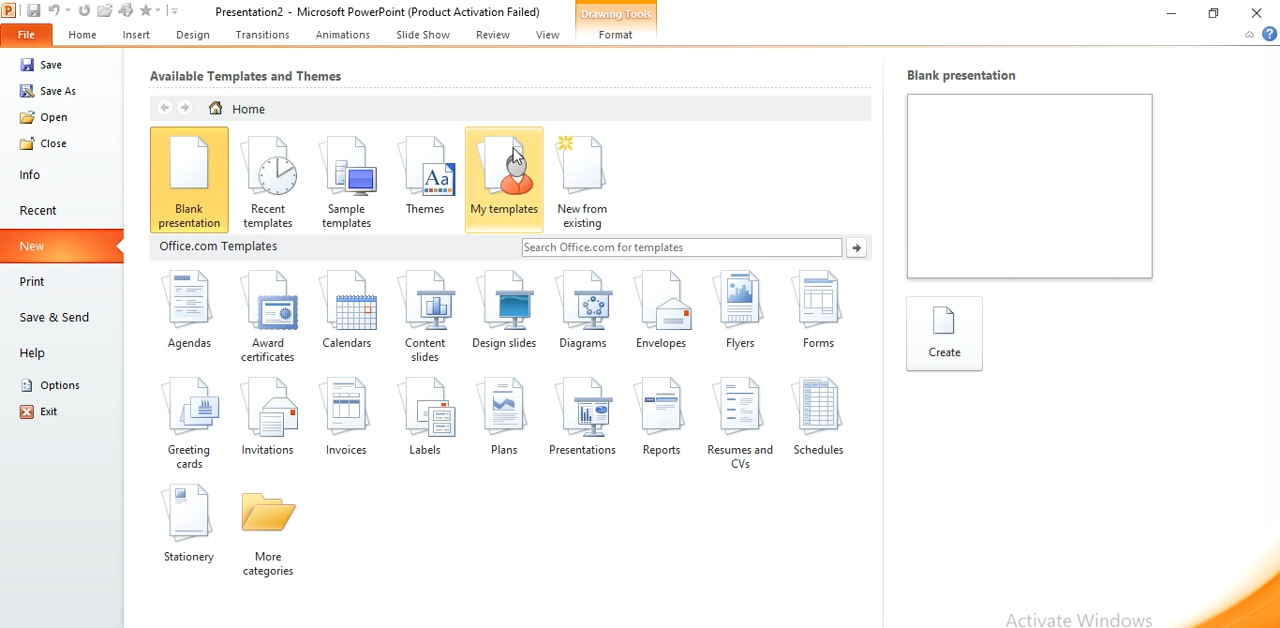 Presentation2 - Microsoft PowerPoint (Product Activation Failed)
Drawing Tools
File Home Insert Design Transitions Animations Slide Show Review View Format
Save
Save As
Open
Close
Info
Recent
New
Print
Save & Send
Help
Options
Exit
Available Templates and Themes
Home
Blank presentation
Recent templates
Sample templates
Themes
My templates
New from existing
Office.com Templates
Search Office.com for templates
Agendas
Award certificates
Calendars
Content slides
Design slides
Diagrams
Envelopes
Flyers
Forms
Greeting cards
Invitations
Invoices
Labels
Plans
Presentations
Reports
Resumes and CVs
Schedules
Stationery
More categories
Blank presentation
Create
Activate Windows